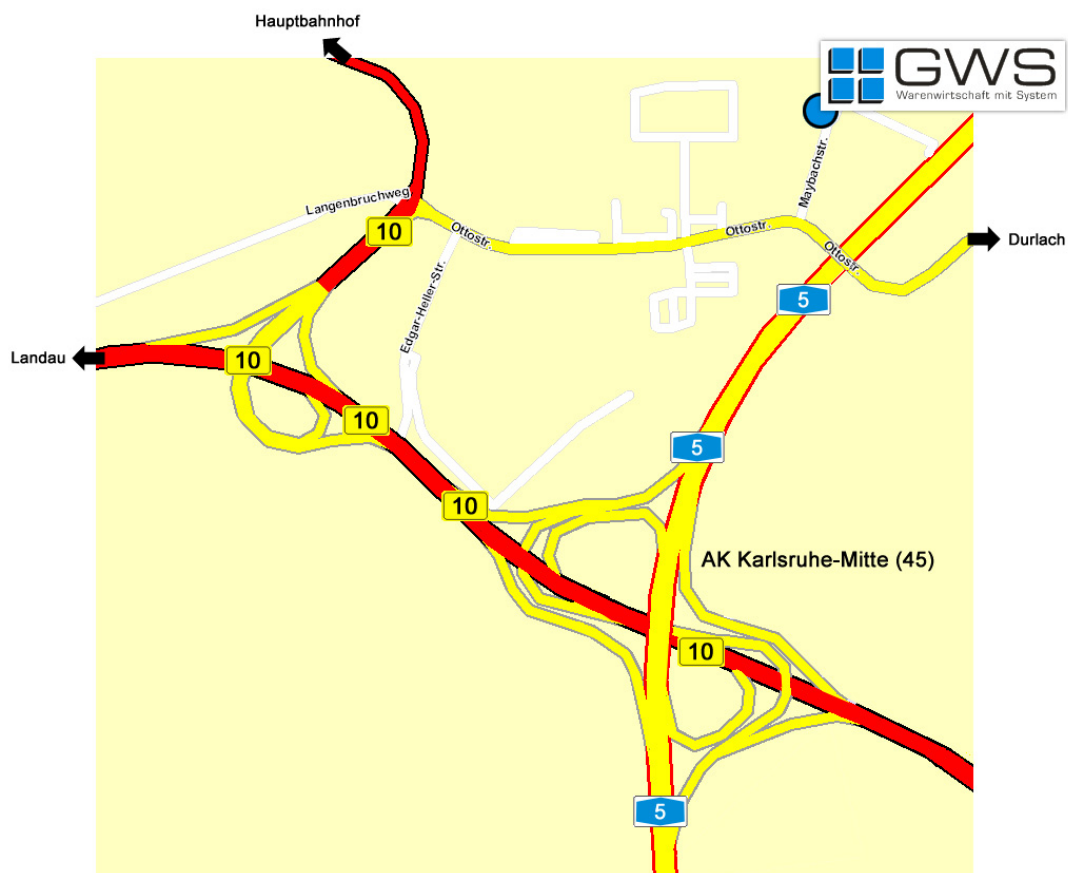 Hauptbahnhof
GWS
Warenwirtschaft mit System
Maybachstr.
Langenbruchweg
10
Ottostr.
Ottostr.
Ottostr.
Durlach
Edgar-Heller-Str.
5
Landau
10
10
5
10
AK Karlsruhe-Mitte (45)
10
5